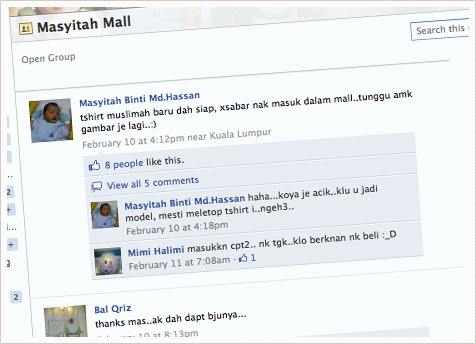 Masyitah Mall
Search this
Open Group
Masyitah Binti Md.Hassan
tshirt muslimah baru dah siap, xsabar nak masuk dalam mall..tunggu amk
gambar je lagi..:)
February 10 at 4:12pm near Kuala Lumpur
8 people like this.
View all 5 comments
Masyitah Binti Md.Hassan haha...koya je acik..klu u jadi
model, mesti meletop tshirt i..ngeh3..
February 10 at 4:18pm
Mimi Halimi masukkn cpt2.. nk tgk..klo berknan nk beli :_D
February 11 at 7:08am · 1
2
2
Bal Qriz
thanks mas..ak dah dapt bjunya...
at 8:13pm